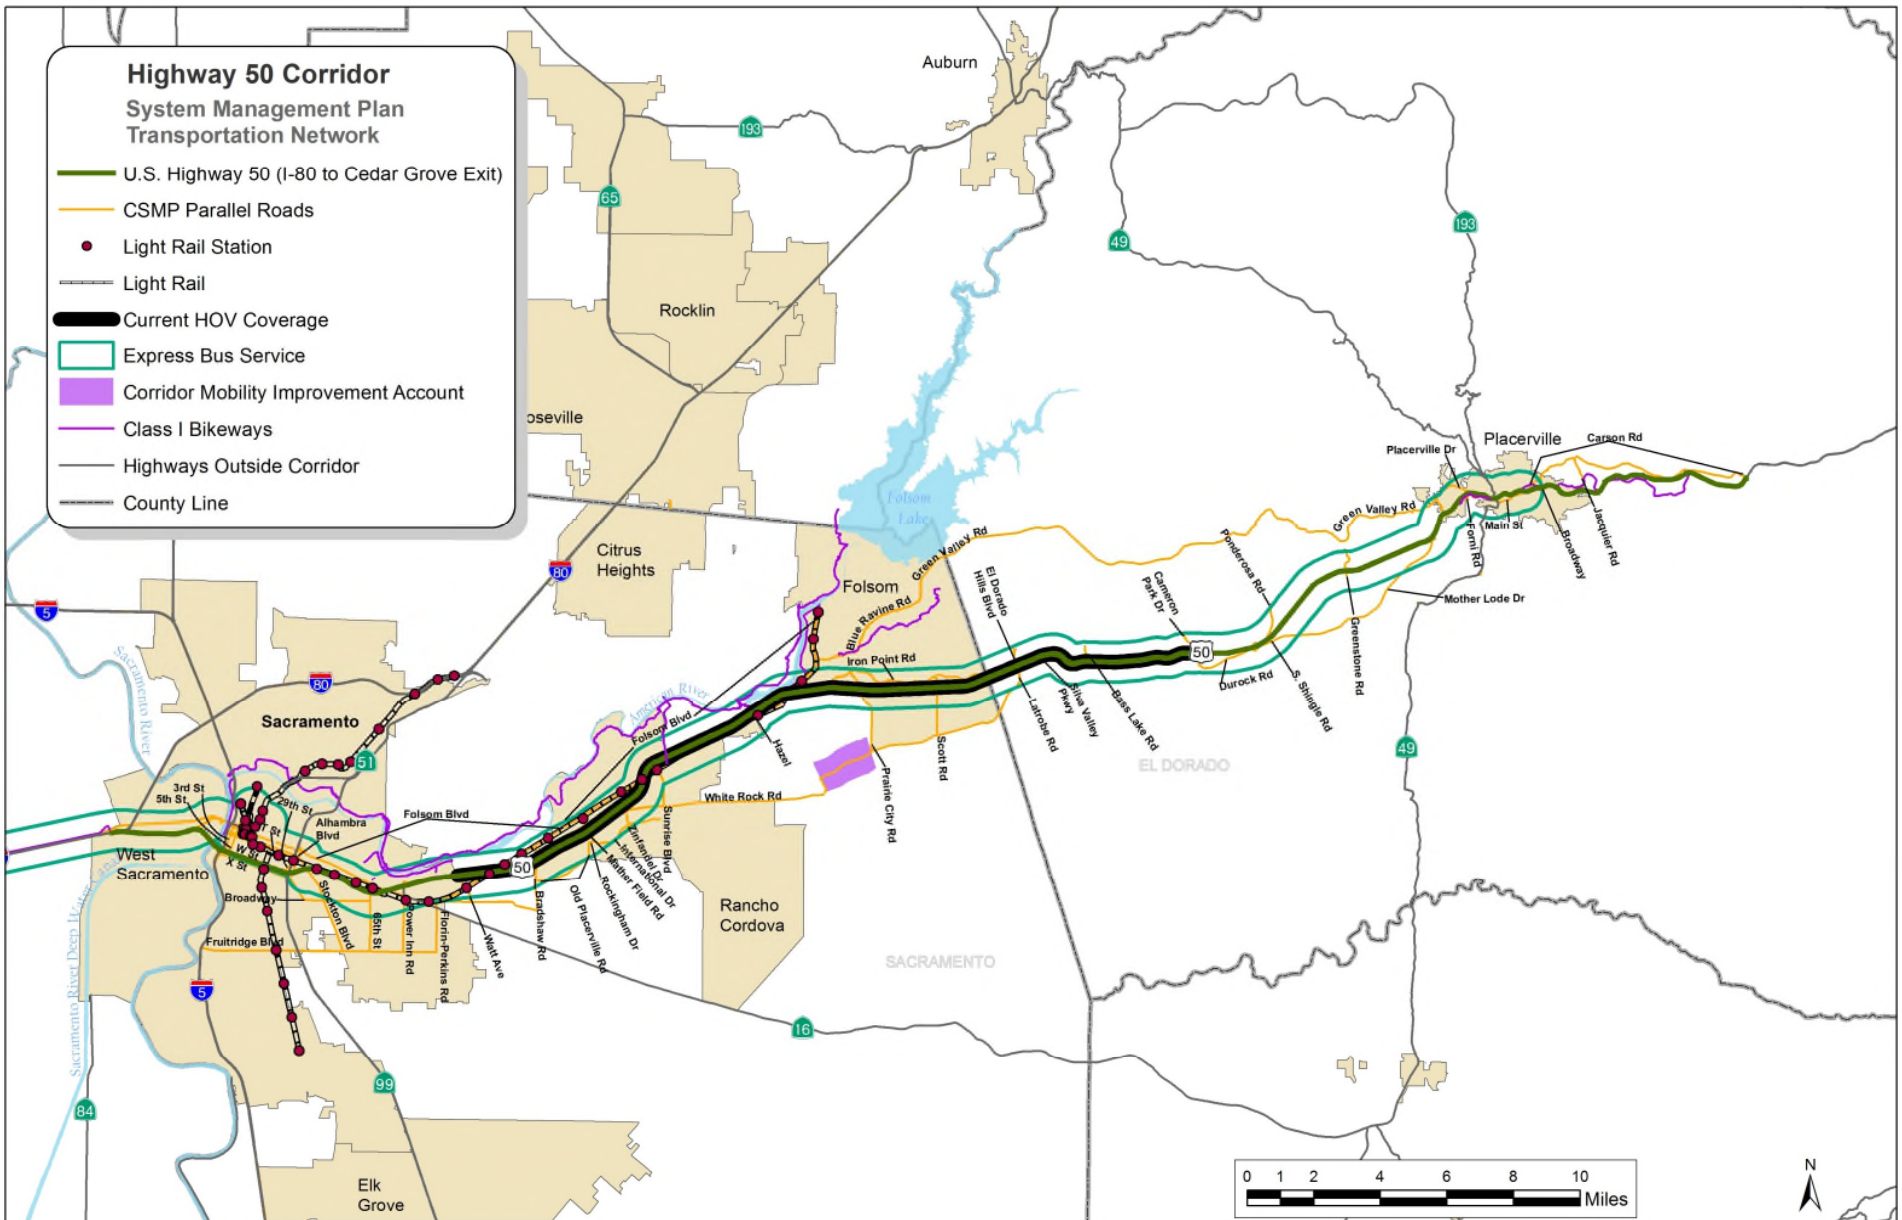 Highway 50 Corridor
System Management Plan
Transportation Network
U.S. Highway 50 (I-80 to Cedar Grove Exit)
CSMP Parallel Roads
Light Rail Station
Light Rail
Current HOV Coverage
Express Bus Service
Corridor Mobility Improvement Account
Class I Bikeways
Highways Outside Corridor
County Line
Auburn
193
65
49
193
Rocklin
oseville
Placerville
Carson Rd
Placerville Dr
Folsom
Lake
Green Valley Rd
Green Valley Rd
Main St
Forni Rd
Broadway
Jacquier Rd
Citrus
Heights
80
5
Folsom
Blue Ravine Rd
El Dorado
Hills Blvd
Cameron
Park Dr
Ponderosa Rd
Mother Lode Dr
Greenstone Rd
Iron Point Rd
50
Durock Rd
S. Shingle Rd
Sacramento River
80
Sacramento
American River
Folsom Blvd
Hazel
Latrobe Rd
Silva Valley
Pkwy
Bass Lake Rd
51
49
EL DORADO
Scott Rd
Prairie City Rd
White Rock Rd
3rd St
5th St
29th St
T St
Alhambra
Blvd
Folsom Blvd
W St
X St
West
Sacramento
50
Sunrise Blvd
Zinfandel Dr
International Dr
Mather Field Rd
Rockingham Dr
Old Placerville Rd
Bradshaw Rd
Watt Ave
Broadway
Stockton Blvd
65th St
Power Inn Rd
Florin-Perkins Rd
Fruitridge Blvd
Rancho
Cordova
SACRAMENTO
Sacramento River Deep Water Canal
5
16
99
84
Elk
Grove
0 1 2 4 6 8 10
Miles
N